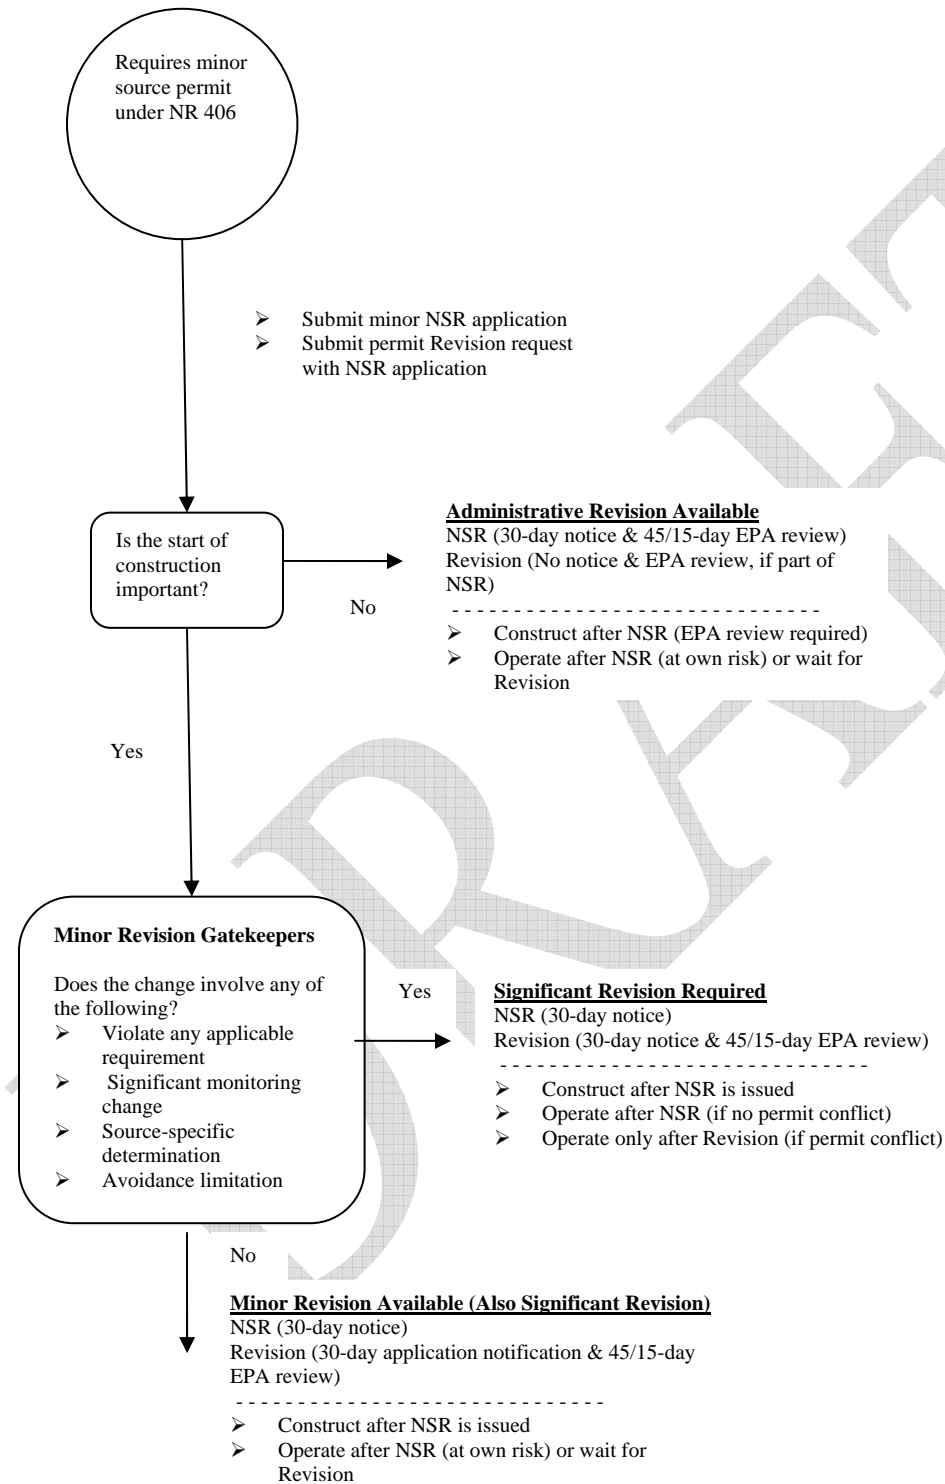 Requires minor
source permit
under NR 406
➢ Submit minor NSR application
➢ Submit permit Revision request
with NSR application
Is the start of
construction
important?
No
Administrative Revision Available
NSR (30-day notice & 45/15-day EPA review)
Revision (No notice & EPA review, if part of
NSR)
- - - - - - - - - - - - - - - - - - - - - - - - - - - - - -
➢ Construct after NSR (EPA review required)
➢ Operate after NSR (at own risk) or wait for
Revision
Yes
Minor Revision Gatekeepers
Does the change involve any of
the following?
➢ Violate any applicable
requirement
➢ Significant monitoring
change
➢ Source-specific
determination
➢ Avoidance limitation
Yes
Significant Revision Required
NSR (30-day notice)
Revision (30-day notice & 45/15-day EPA review)
- - - - - - - - - - - - - - - - - - - - - - - - - - - - - -
➢ Construct after NSR is issued
➢ Operate after NSR (if no permit conflict)
➢ Operate only after Revision (if permit conflict)
No
Minor Revision Available (Also Significant Revision)
NSR (30-day notice)
Revision (30-day application notification & 45/15-day
EPA review)
- - - - - - - - - - - - - - - - - - - - - - - - - - - - - -
➢ Construct after NSR is issued
➢ Operate after NSR (at own risk) or wait for
Revision
DRAFT